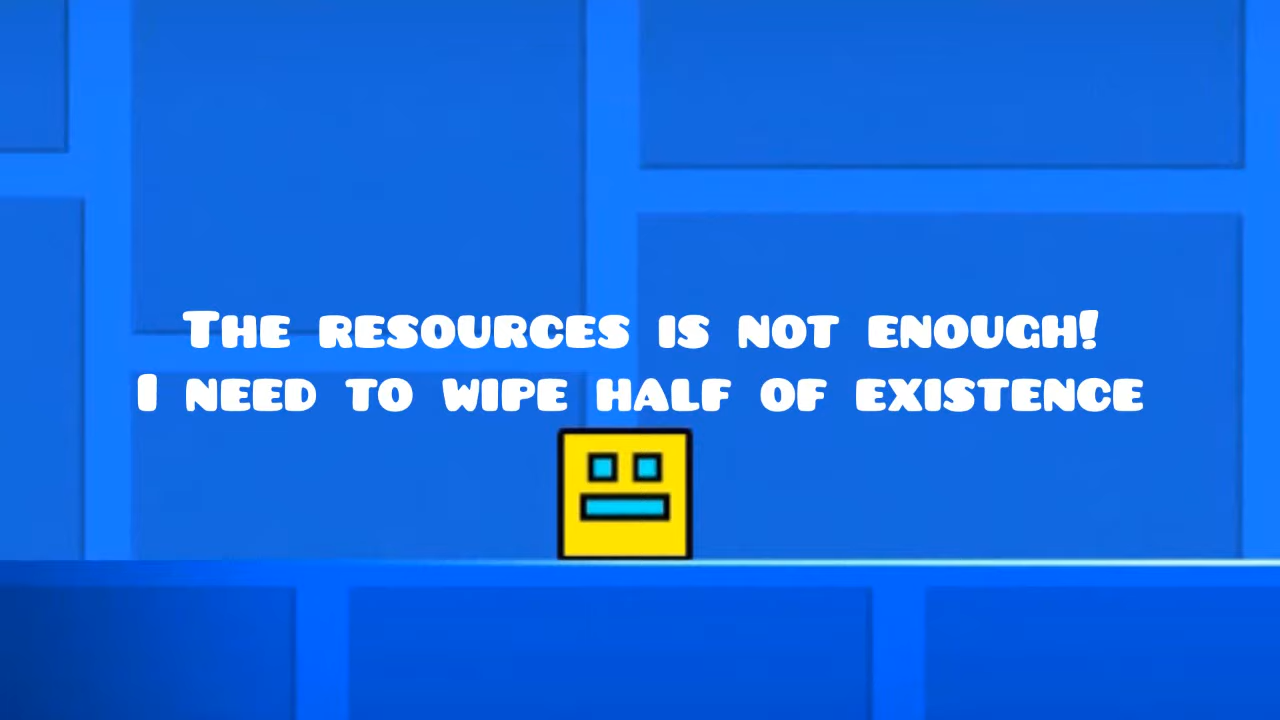 The resources is not enough!
I need to wipe half of existence